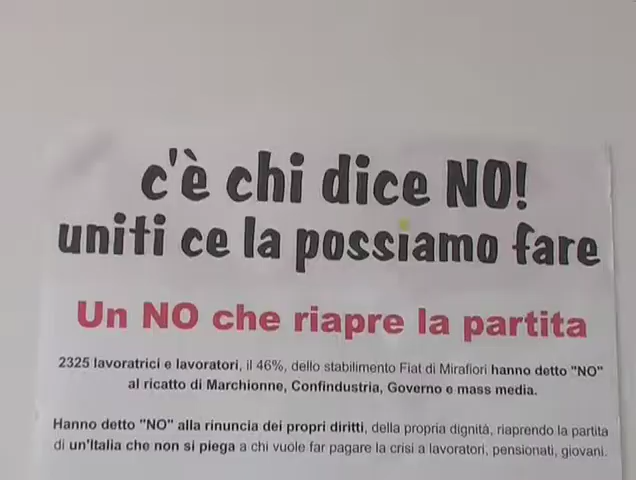 c'è chi dice NO!
uniti ce la possiamo fare
Un NO che riapre la partita
2325 lavoratrici e lavoratori, il 46%, dello stabilimento Fiat di Mirafiori hanno detto "NO"
al ricatto di Marchionne, Confindustria, Governo e mass media.
Hanno detto "NO" alla rinuncia dei propri diritti, della propria dignità, riaprendo la partita
di un'Italia che non si piega a chi vuole far pagare la crisi a lavoratori, pensionati, giovani.